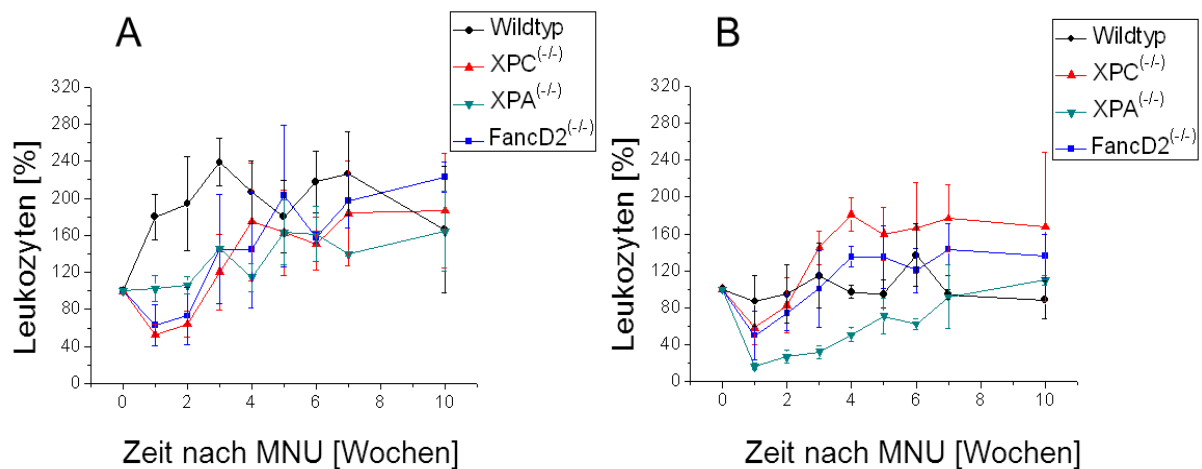 A
Wildtyp
XPC(-/-)
XPA(-/-)
FancD2(-/-)
Leukozyten [%]
320
280
240
200
160
120
80
40
0
0 2 4 6 8 10
Zeit nach MNU [Wochen]
B
Wildtyp
XPC(-/-)
XPA(-/-)
FancD2(-/-)
Leukozyten [%]
320
280
240
200
160
120
80
40
0
0 2 4 6 8 10
Zeit nach MNU [Wochen]